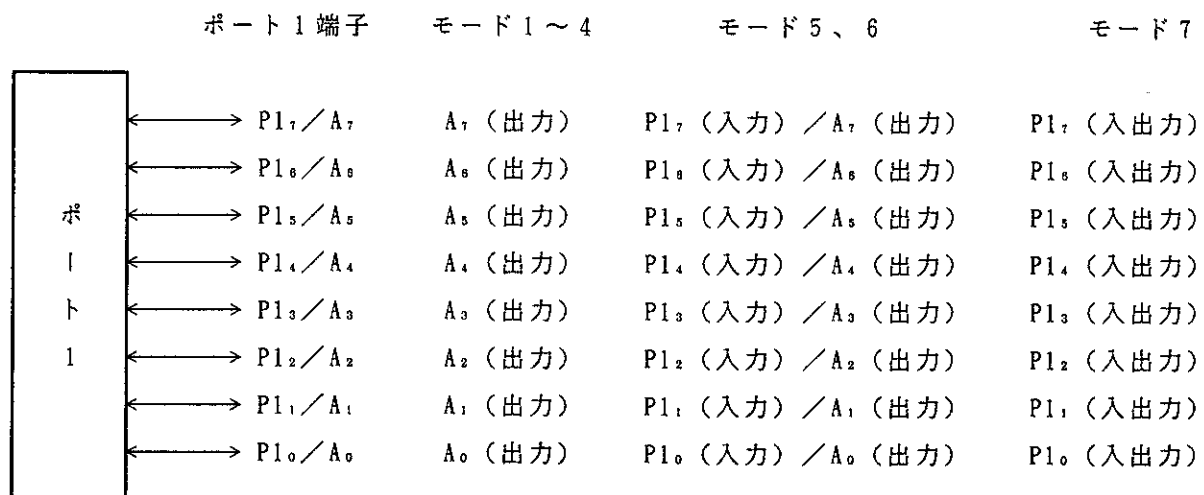 ポート1端子 モード1～4 モード5、6 モード7
P1₇／A₇ A₇（出力） P1₇（入力）／A₇（出力） P1₇（入出力）
P1₆／A₆ A₆（出力） P1₆（入力）／A₆（出力） P1₆（入出力）
P1₅／A₅ A₅（出力） P1₅（入力）／A₅（出力） P1₅（入出力）
P1₄／A₄ A₄（出力） P1₄（入力）／A₄（出力） P1₄（入出力）
P1₃／A₃ A₃（出力） P1₃（入力）／A₃（出力） P1₃（入出力）
P1₂／A₂ A₂（出力） P1₂（入力）／A₂（出力） P1₂（入出力）
P1₁／A₁ A₁（出力） P1₁（入力）／A₁（出力） P1₁（入出力）
P1₀／A₀ A₀（出力） P1₀（入力）／A₀（出力） P1₀（入出力）
ポート1